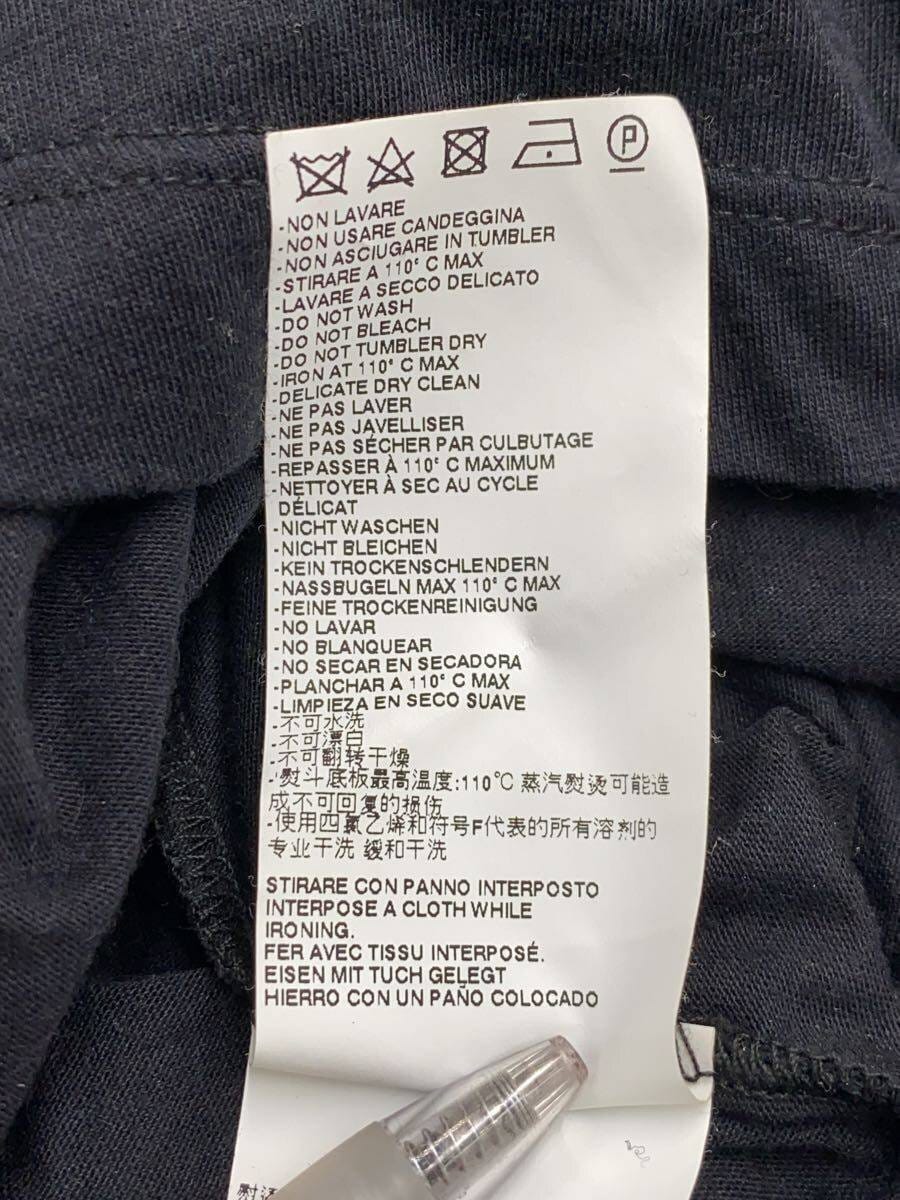 P
-NON LAVARE
-NON USARE CANDEGGINA
-NON ASCIUGARE IN TUMBLER
-STIRARE A 110° C MAX
-LAVARE A SECCO DELICATO
-DO NOT WASH
-DO NOT BLEACH
-DO NOT TUMBLER DRY
-IRON AT 110° C MAX
-DELICATE DRY CLEAN
-NE PAS LAVER
-NE PAS JAVELLISER
-NE PAS SÉCHER PAR CULBUTAGE
-REPASSER À 110° C MAXIMUM
-NETTOYER À SEC AU CYCLE
DÉLICAT
-NICHT WASCHEN
-NICHT BLEICHEN
-KEIN TROCKENSCHLENDERN
-NASSBUGELN MAX 110° C MAX
-FEINE TROCKENREINIGUNG
-NO LAVAR
-NO BLANQUEAR
-NO SECAR EN SECADORA
-PLANCHAR A 110° C MAX
-LIMPIEZA EN SECO SUAVE
-不可水洗
-不可漂白
-不可翻转干燥
-熨斗底板最高温度:110℃ 蒸汽熨烫可能造
成不可回复的损伤
-使用四氯乙烯和符号F代表的所有溶剂的
专业干洗 缓和干洗
STIRARE CON PANNO INTERPOSTO
INTERPOSE A CLOTH WHILE
IRONING.
FER AVEC TISSU INTERPOSÉ.
EISEN MIT TUCH GELEGT
HIERRO CON UN PAÑO COLOCADO